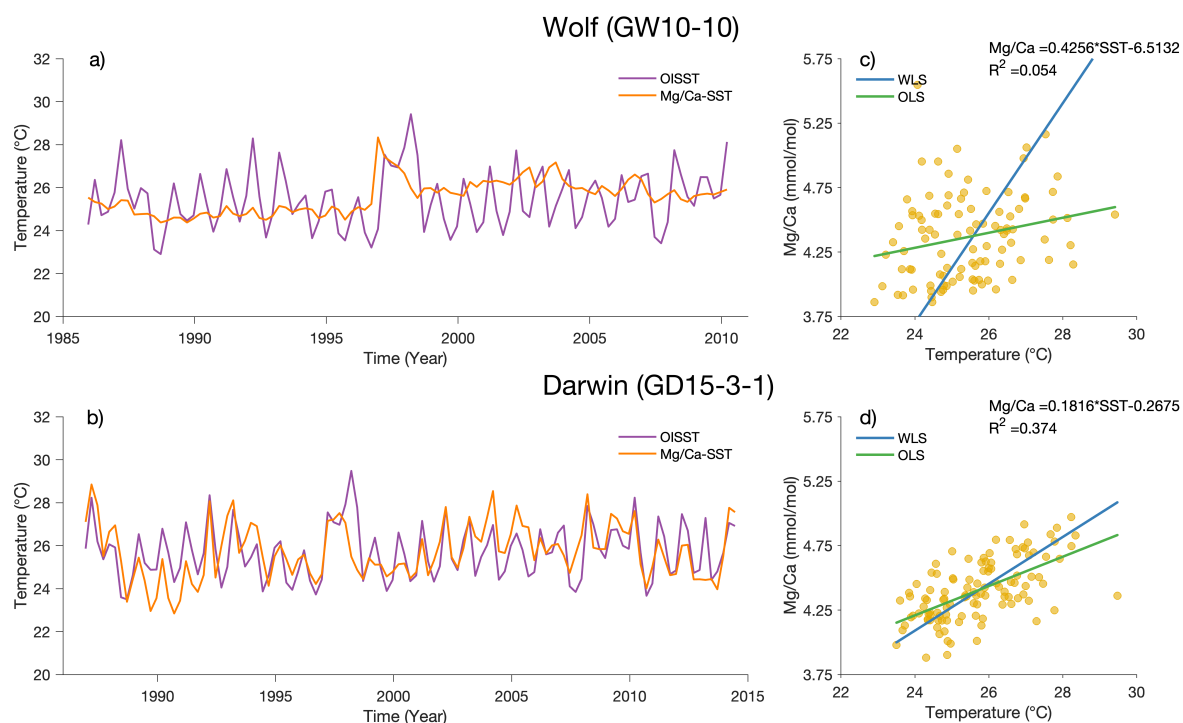 Wolf (GW10-10)
a)
32
30
28
26
24
22
20
Temperature (°C)
OISST
Mg/Ca-SST
1985
1990
1995
2000
2005
2010
Time (Year)
c)
Mg/Ca =0.4256*SST-6.5132
R2 =0.054
WLS
OLS
5.75
5.25
4.75
4.25
3.75
Mg/Ca (mmol/mol)
22
24
26
28
30
Temperature (°C)
Darwin (GD15-3-1)
b)
32
30
28
26
24
22
20
Temperature (°C)
OISST
Mg/Ca-SST
1990
1995
2000
2005
2010
2015
Time (Year)
d)
Mg/Ca =0.1816*SST-0.2675
R2 =0.374
WLS
OLS
5.75
5.25
4.75
4.25
3.75
Mg/Ca (mmol/mol)
22
24
26
28
30
Temperature (°C)